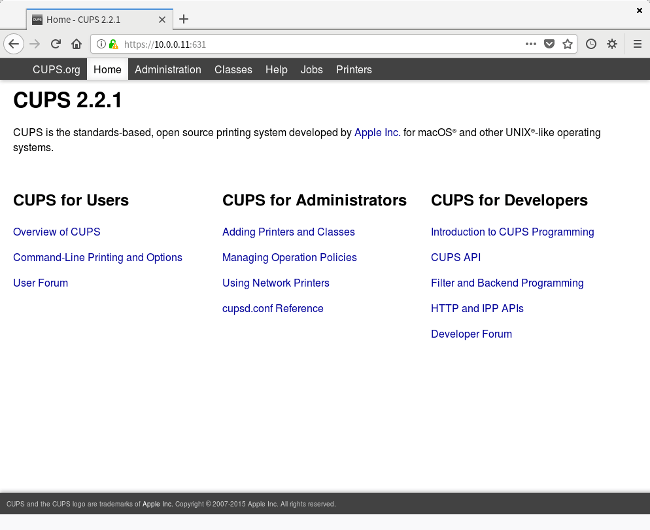 Home - CUPS 2.2.1
https://10.0.0.11:631
CUPS.org Home Administration Classes Help Jobs Printers
CUPS 2.2.1
CUPS is the standards-based, open source printing system developed by Apple Inc. for macOS® and other UNIX®-like operating
systems.
CUPS for Users
Overview of CUPS
Command-Line Printing and Options
User Forum
CUPS for Administrators
Adding Printers and Classes
Managing Operation Policies
Using Network Printers
cupsd.conf Reference
CUPS for Developers
Introduction to CUPS Programming
CUPS API
Filter and Backend Programming
HTTP and IPP APIs
Developer Forum
CUPS and the CUPS logo are trademarks of Apple Inc. Copyright © 2007-2015 Apple Inc. All rights reserved.